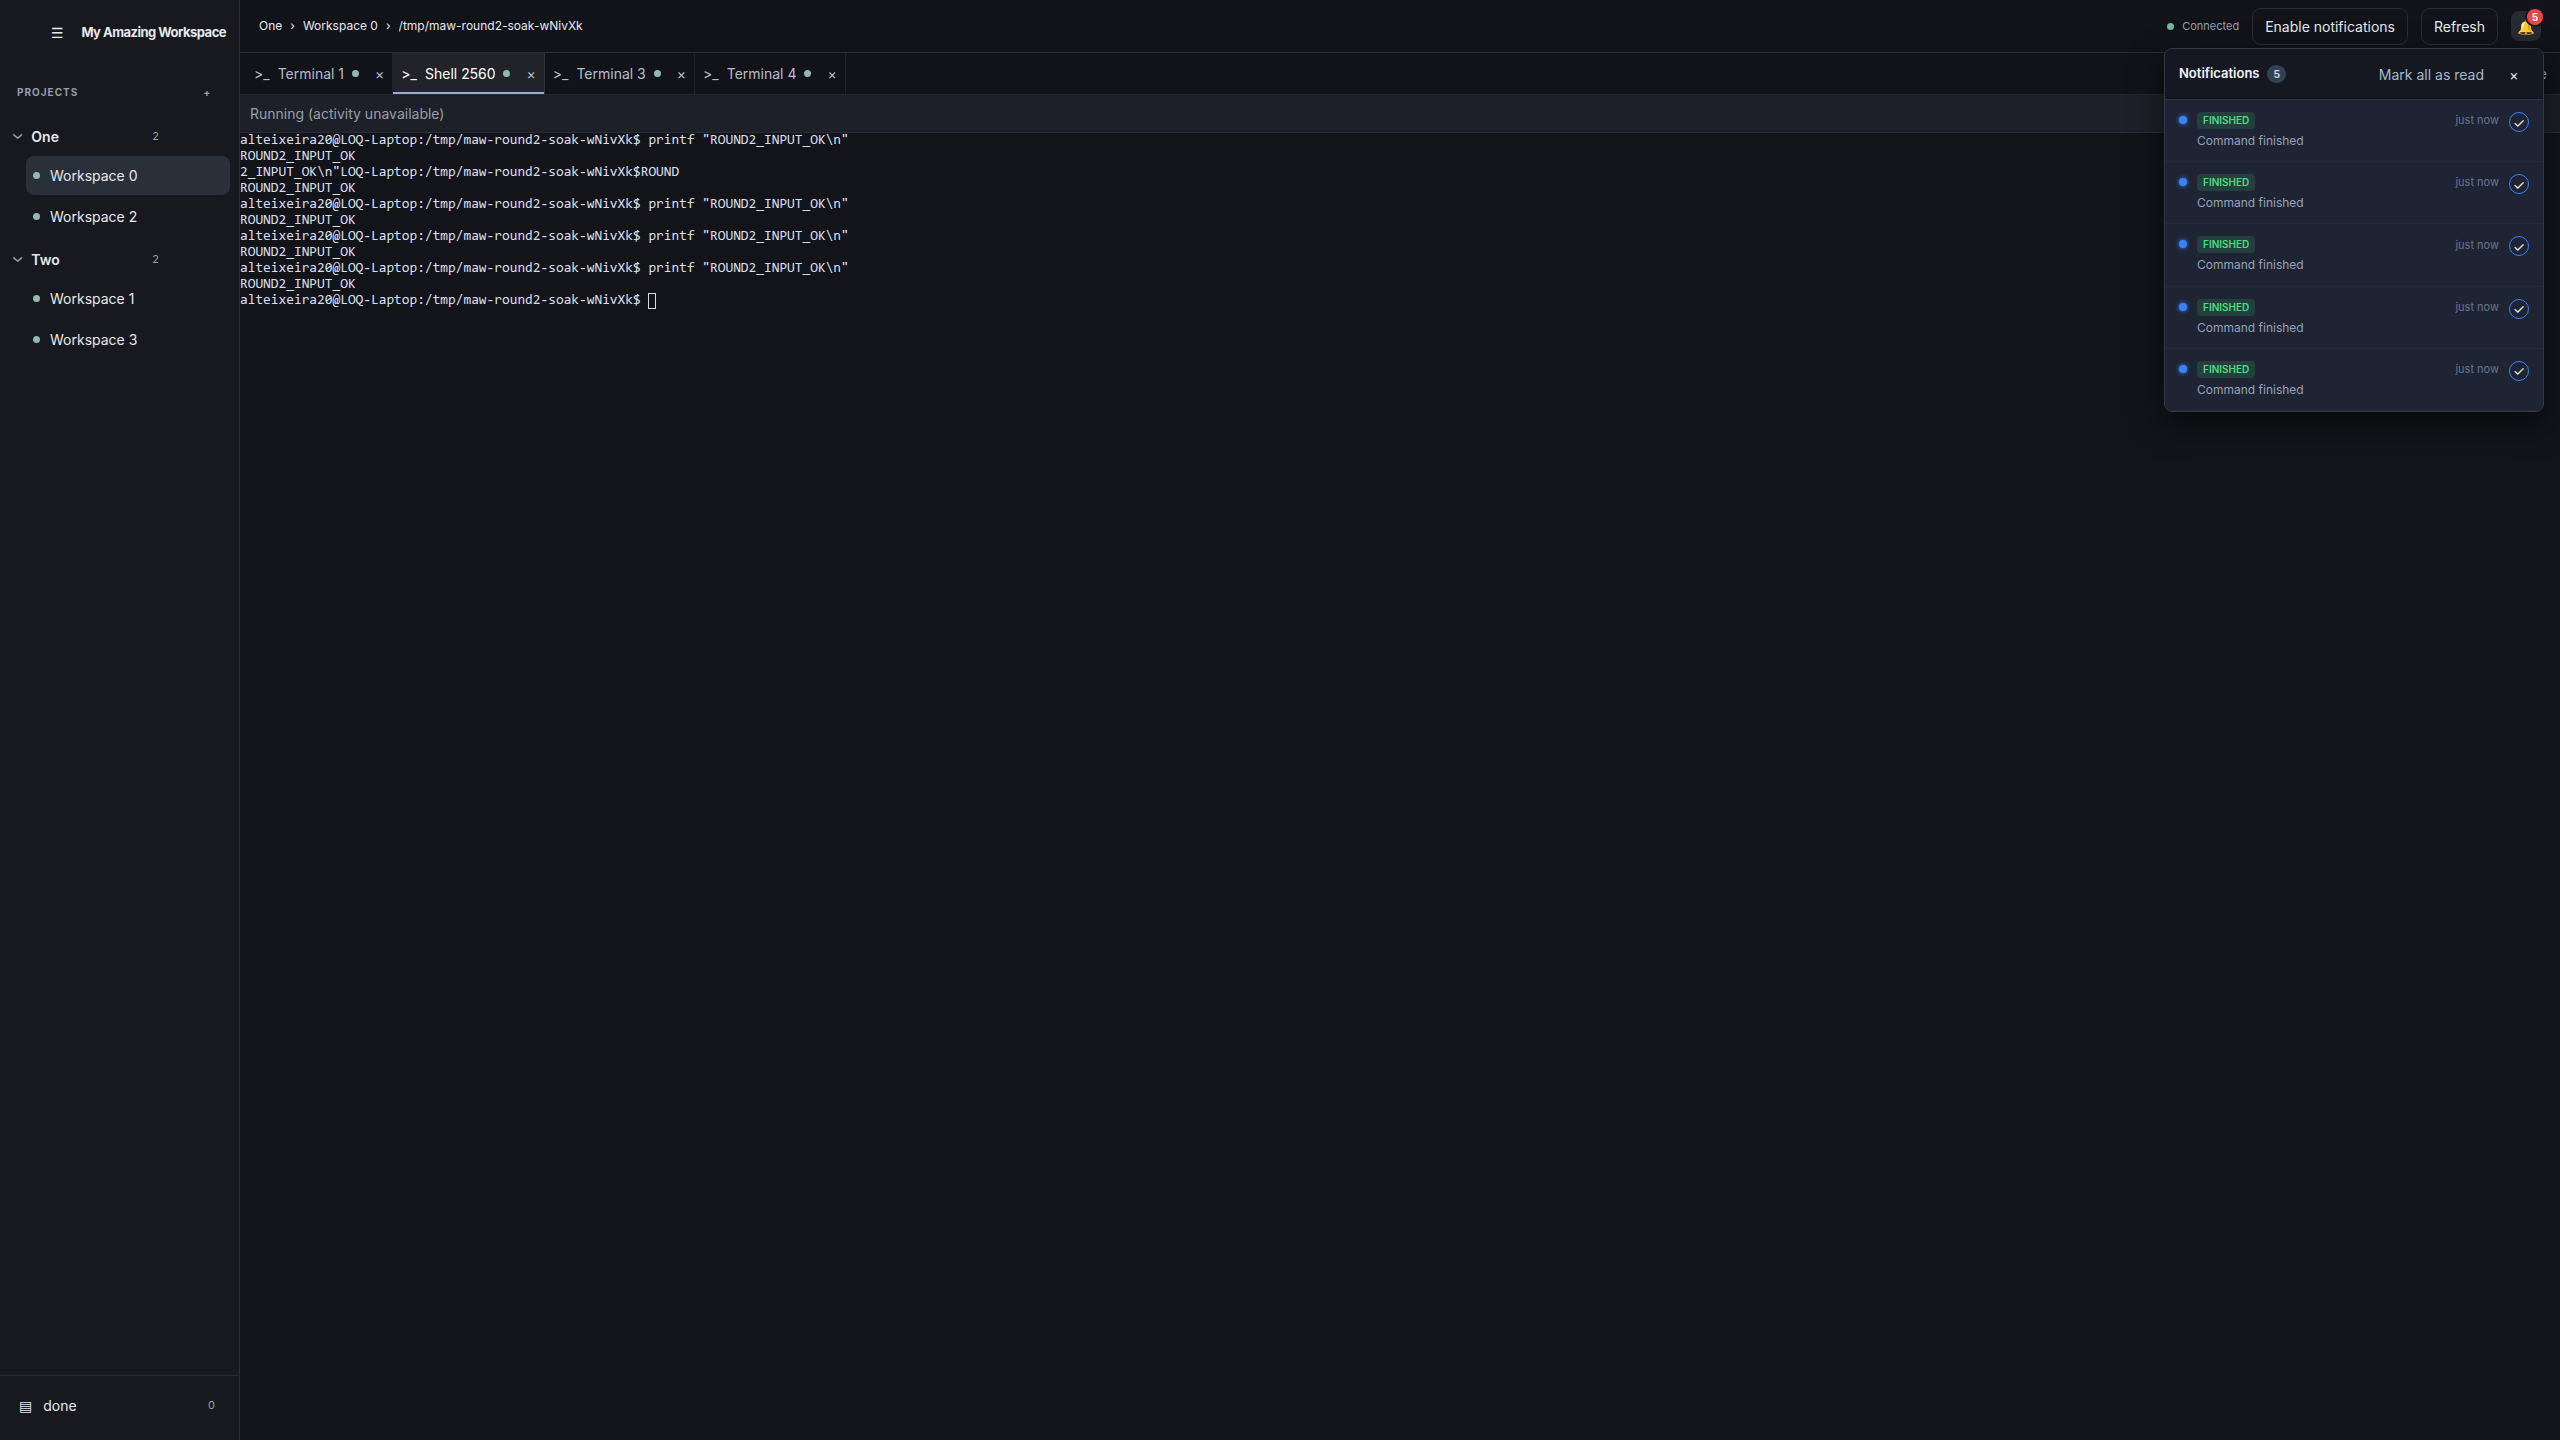 ☰ My Amazing Workspace
PROJECTS +
One 2
Workspace 0
Workspace 2
Two 2
Workspace 1
Workspace 3
done 0
One › Workspace 0 › /tmp/maw-round2-soak-wNivXk
Connected Enable notifications Refresh 5
>_ Terminal 1 × >_ Shell 2560 × >_ Terminal 3 × >_ Terminal 4 ×
Running (activity unavailable)
alteixeira20@LOQ-Laptop:/tmp/maw-round2-soak-wNivXk$ printf "ROUND2_INPUT_OK\n"
ROUND2_INPUT_OK
2_INPUT_OK\n"LOQ-Laptop:/tmp/maw-round2-soak-wNivXk$ROUND
ROUND2_INPUT_OK
alteixeira20@LOQ-Laptop:/tmp/maw-round2-soak-wNivXk$ printf "ROUND2_INPUT_OK\n"
ROUND2_INPUT_OK
alteixeira20@LOQ-Laptop:/tmp/maw-round2-soak-wNivXk$ printf "ROUND2_INPUT_OK\n"
ROUND2_INPUT_OK
alteixeira20@LOQ-Laptop:/tmp/maw-round2-soak-wNivXk$ printf "ROUND2_INPUT_OK\n"
ROUND2_INPUT_OK
alteixeira20@LOQ-Laptop:/tmp/maw-round2-soak-wNivXk$
Notifications 5 Mark all as read ×
FINISHED just now
Command finished
FINISHED just now
Command finished
FINISHED just now
Command finished
FINISHED just now
Command finished
FINISHED just now
Command finished